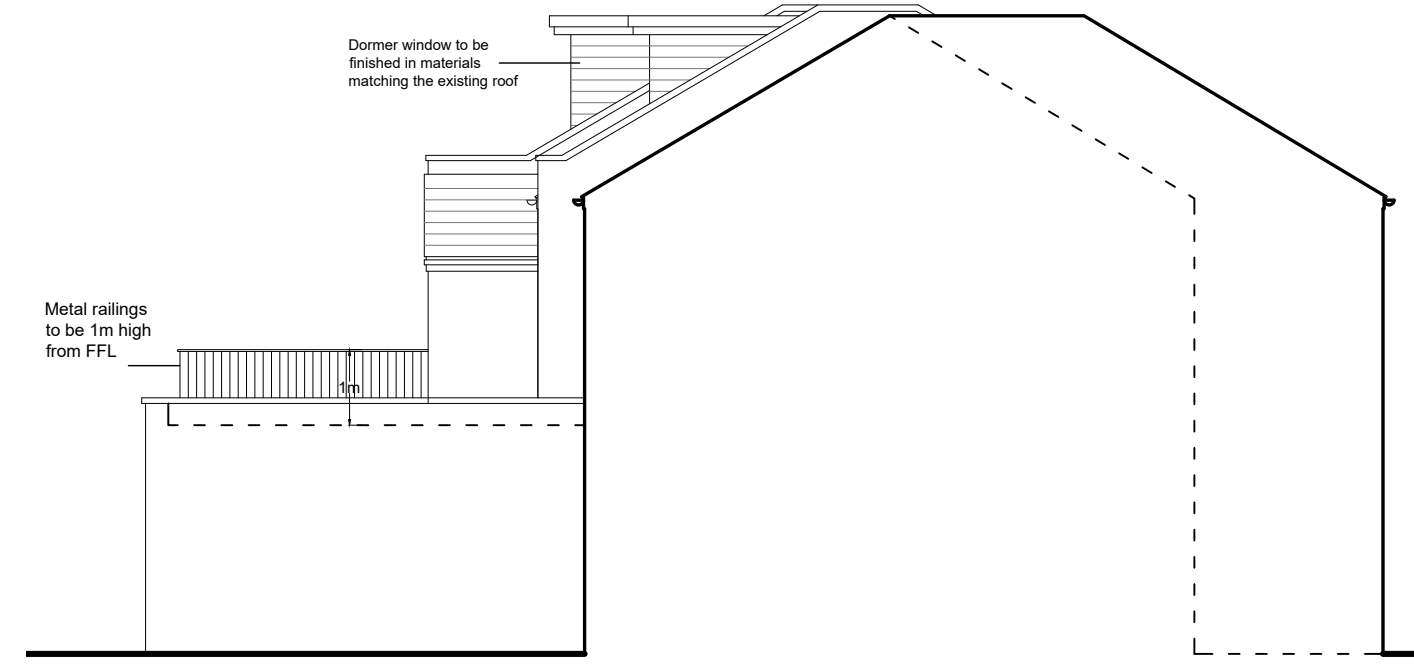 Dormer window to be
finished in materials
matching the existing roof
Metal railings
to be 1m high
from FFL
1m